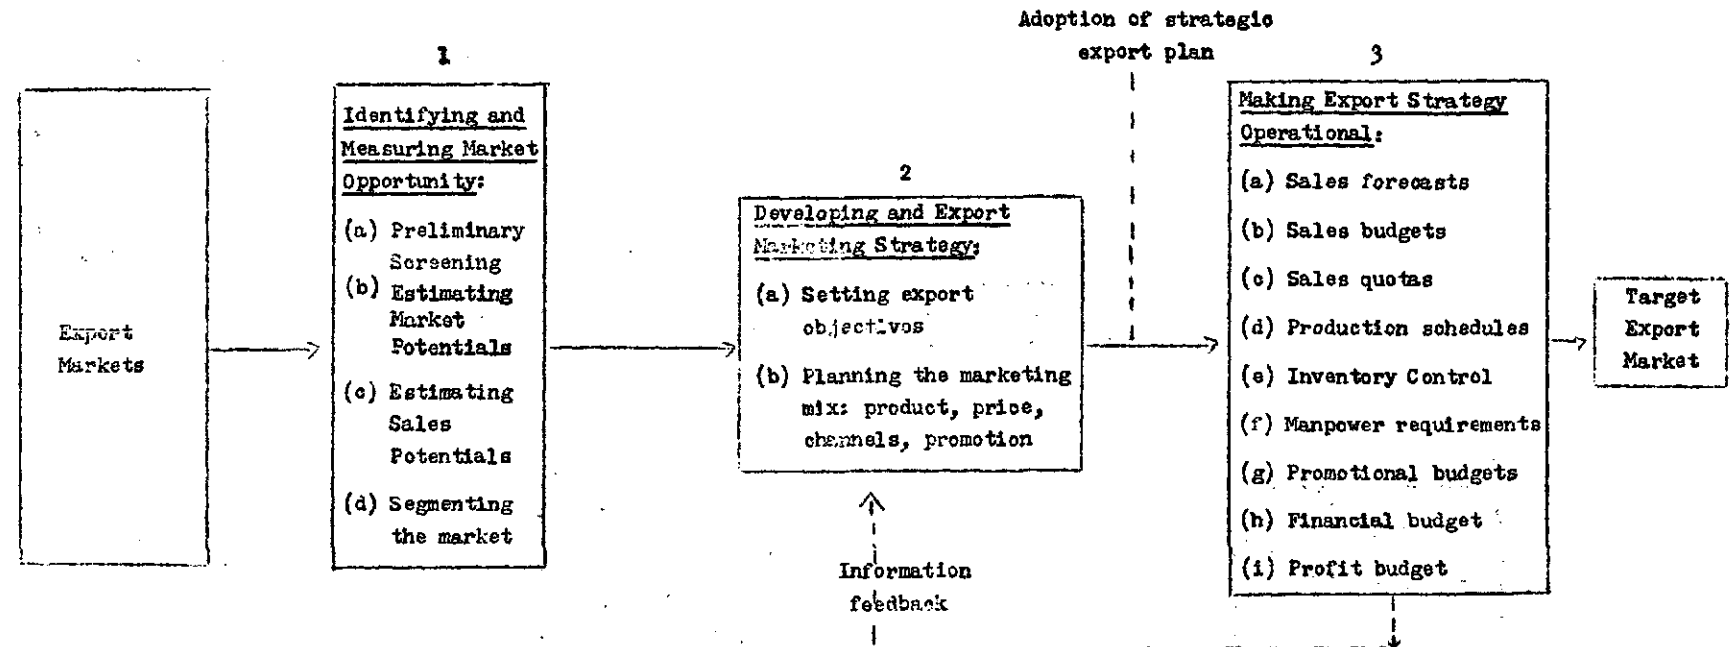 Adoption of strategic
export plan
1
Identifying and
Measuring Market
Opportunity:
(a) Preliminary
Screening
(b) Estimating
Market
Potentials
(c) Estimating
Sales
Potentials
(d) Segmenting
the market
Export
Markets
2
Developing and Export
Marketing Strategy:
(a) Setting export
objectives
(b) Planning the marketing
mix: product, price,
channels, promotion
Information
feedback
3
Making Export Strategy
Operational:
(a) Sales forecasts
(b) Sales budgets
(c) Sales quotas
(d) Production schedules
(e) Inventory Control
(f) Manpower requirements
(g) Promotional budgets
(h) Financial budget
(i) Profit budget
Target
Export
Market